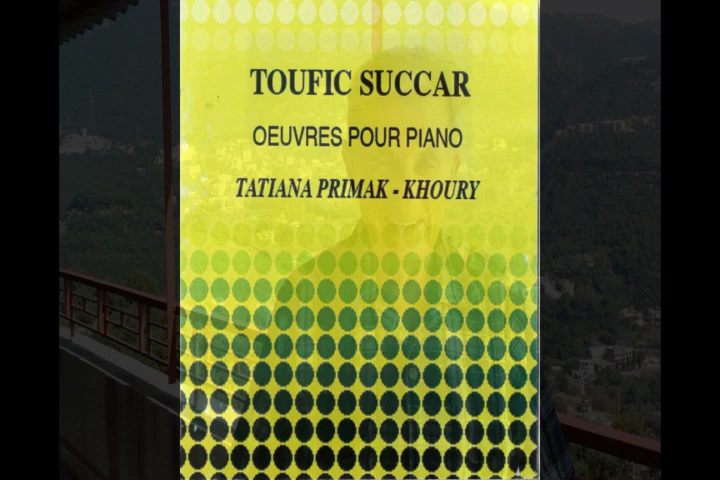 TOUFIC SUCCAR
OEUVRES POUR PIANO
TATIANA PRIMAK - KHOURY